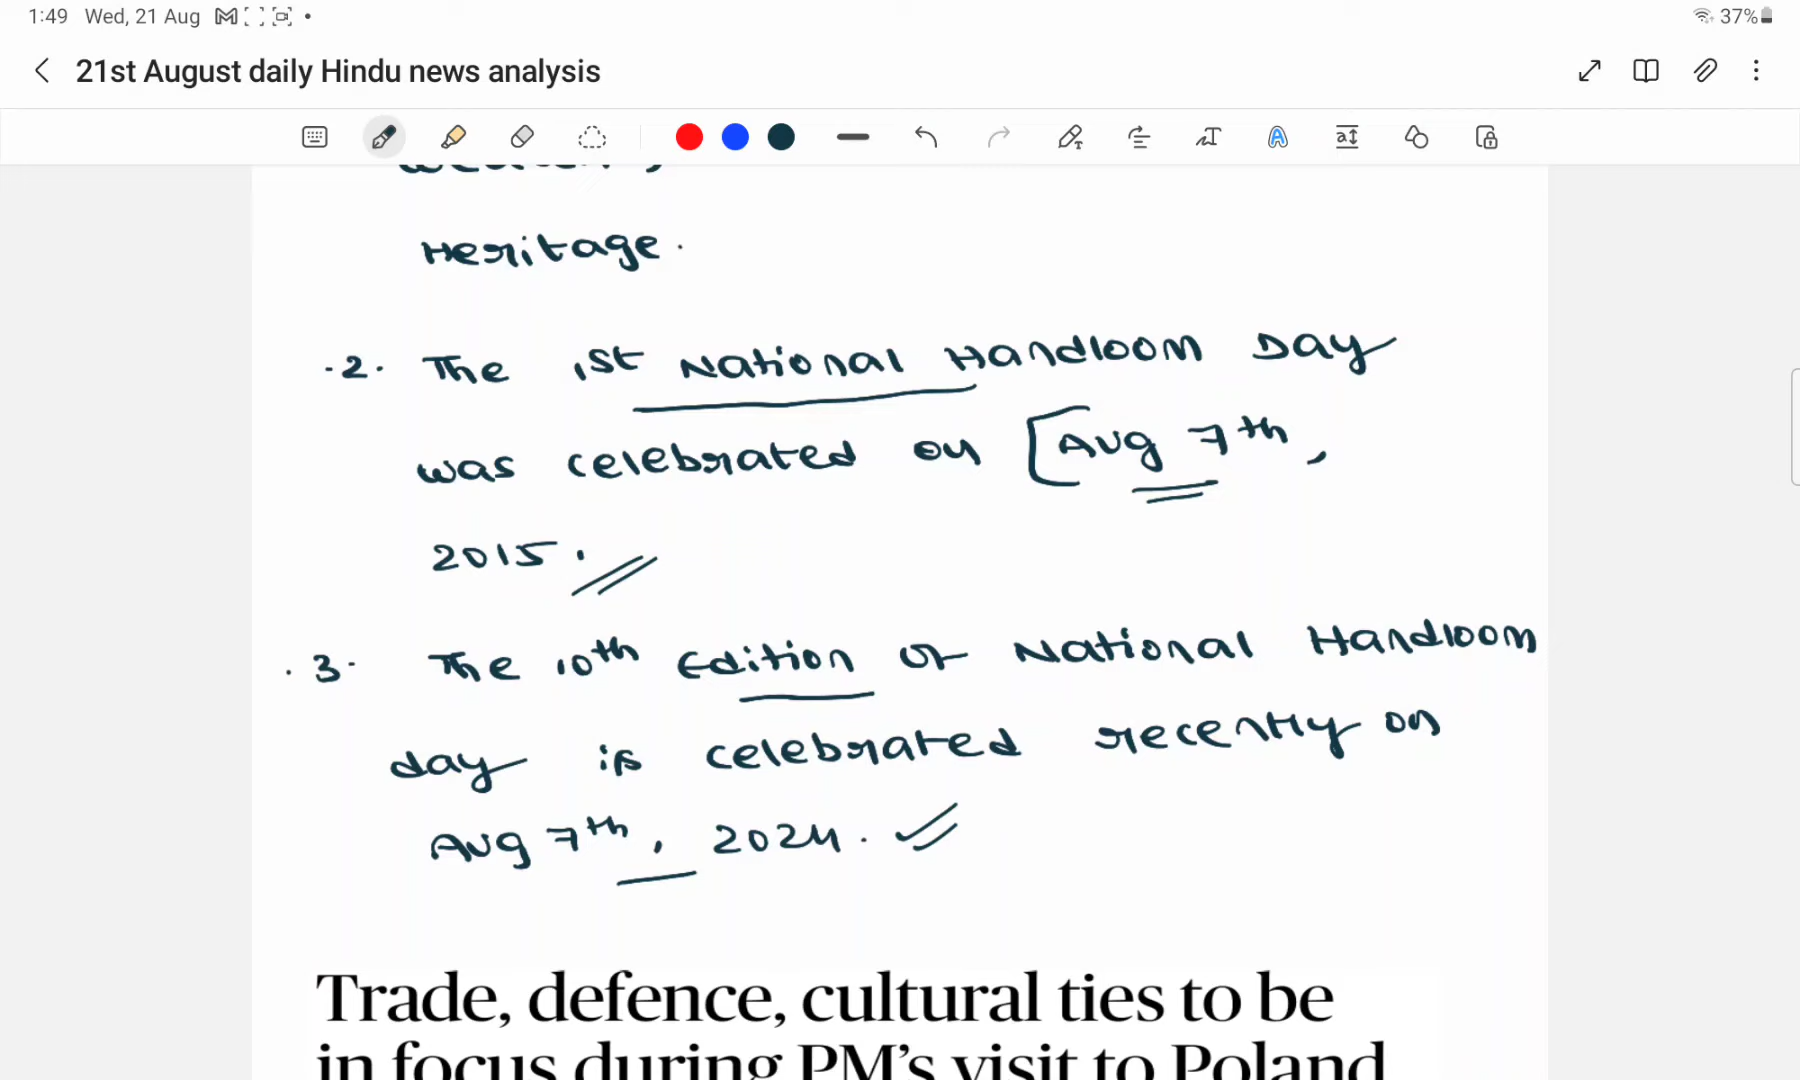 1:49 Wed, 21 Aug
37%
21st August daily Hindu news analysis
Heritage.
.2. The 1st National Handloom Day
was celebrated on [Aug 7th,
2015.
.3. The 10th Edition of National Handloom
day is celebrated recently on
Aug 7th, 2024.
Trade, defence, cultural ties to be
in focus during PM's visit to Poland